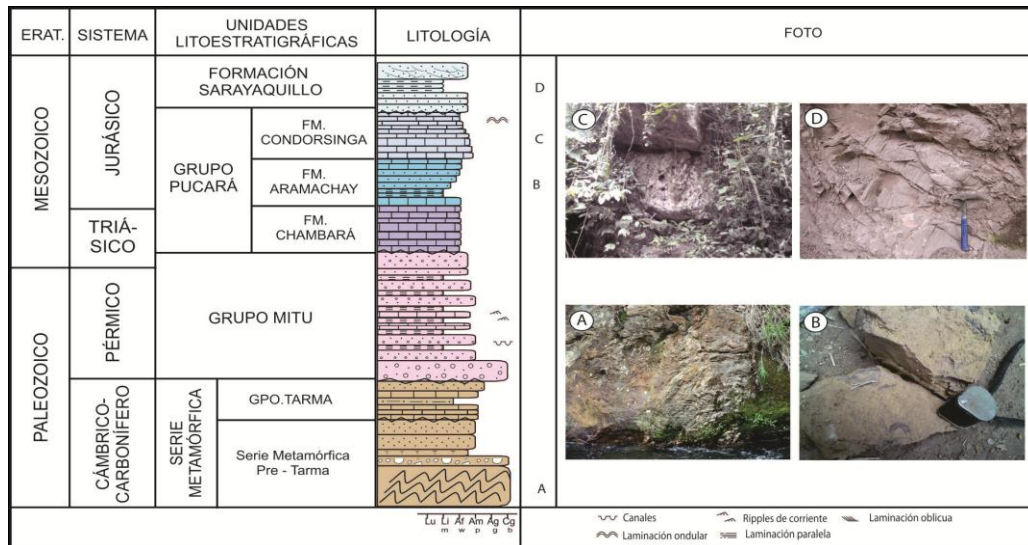 ERAT.
SISTEMA
UNIDADES
LITOESTRATIGRÁFICAS
LITOLOGÍA
FOTO
MESOZOICO
JURÁSICO
FORMACIÓN
SARAYAQUILLO
D
GRUPO
PUCARÁ
FM.
CONDORSINGA
C
FM.
ARAMACHAY
B
TRIÁ-
SICO
FM.
CHAMBARÁ
PALEOZOICO
PÉRMICO
GRUPO MITU
CÁMBRICO-
CARBONÍFERO
SERIE
METAMÓRFICA
GPO.TARMA
Serie Metamórfica
Pre - Tarma
A
C
D
A
B
Lu Li Af Am Ag Cg
m w p g b
Canales
Ripples de corriente
Laminación oblicua
Laminación ondular
Laminación paralela